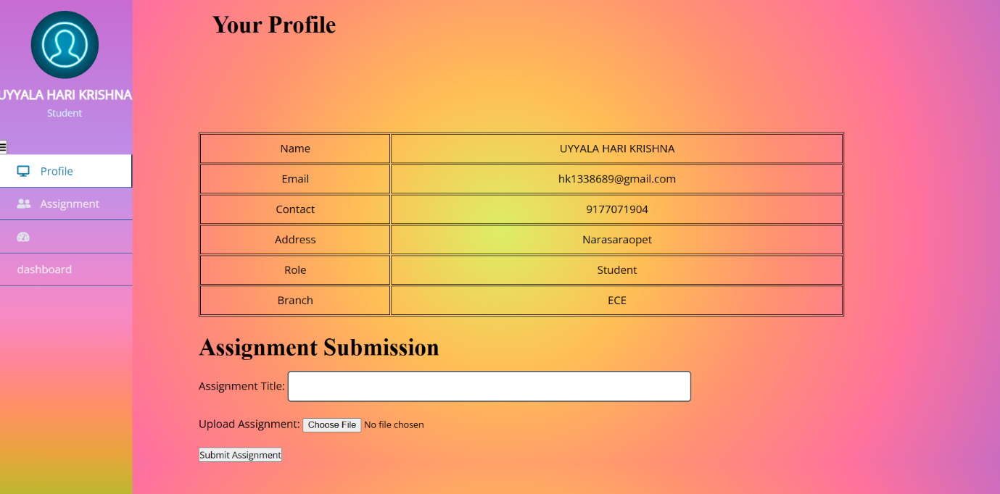 UYYALA HARI KRISHNA
Student
Profile
Assignment
dashboard
Your Profile
Name UYYALA HARI KRISHNA
Email hk1338689@gmail.com
Contact 9177071904
Address Narasaraopet
Role Student
Branch ECE
Assignment Submission
Assignment Title:
Upload Assignment: Choose File No file chosen
Submit Assignment